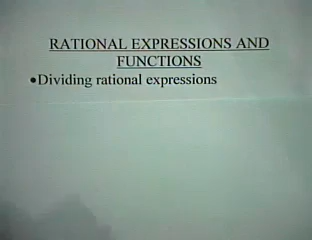 RATIONAL EXPRESSIONS AND
FUNCTIONS
•Dividing rational expressions